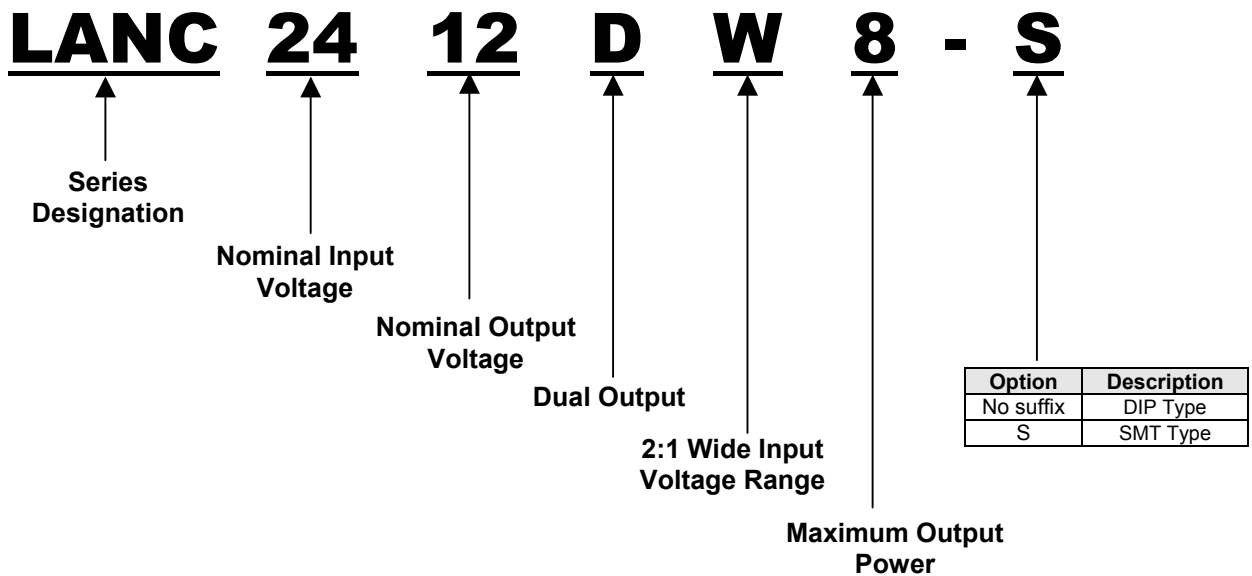 LANC 24 12 D W 8 - S
Series
Designation
Nominal Input
Voltage
Nominal Output
Voltage
Dual Output
2:1 Wide Input
Voltage Range
Maximum Output
Power
Option Description
No suffix DIP Type
S SMT Type